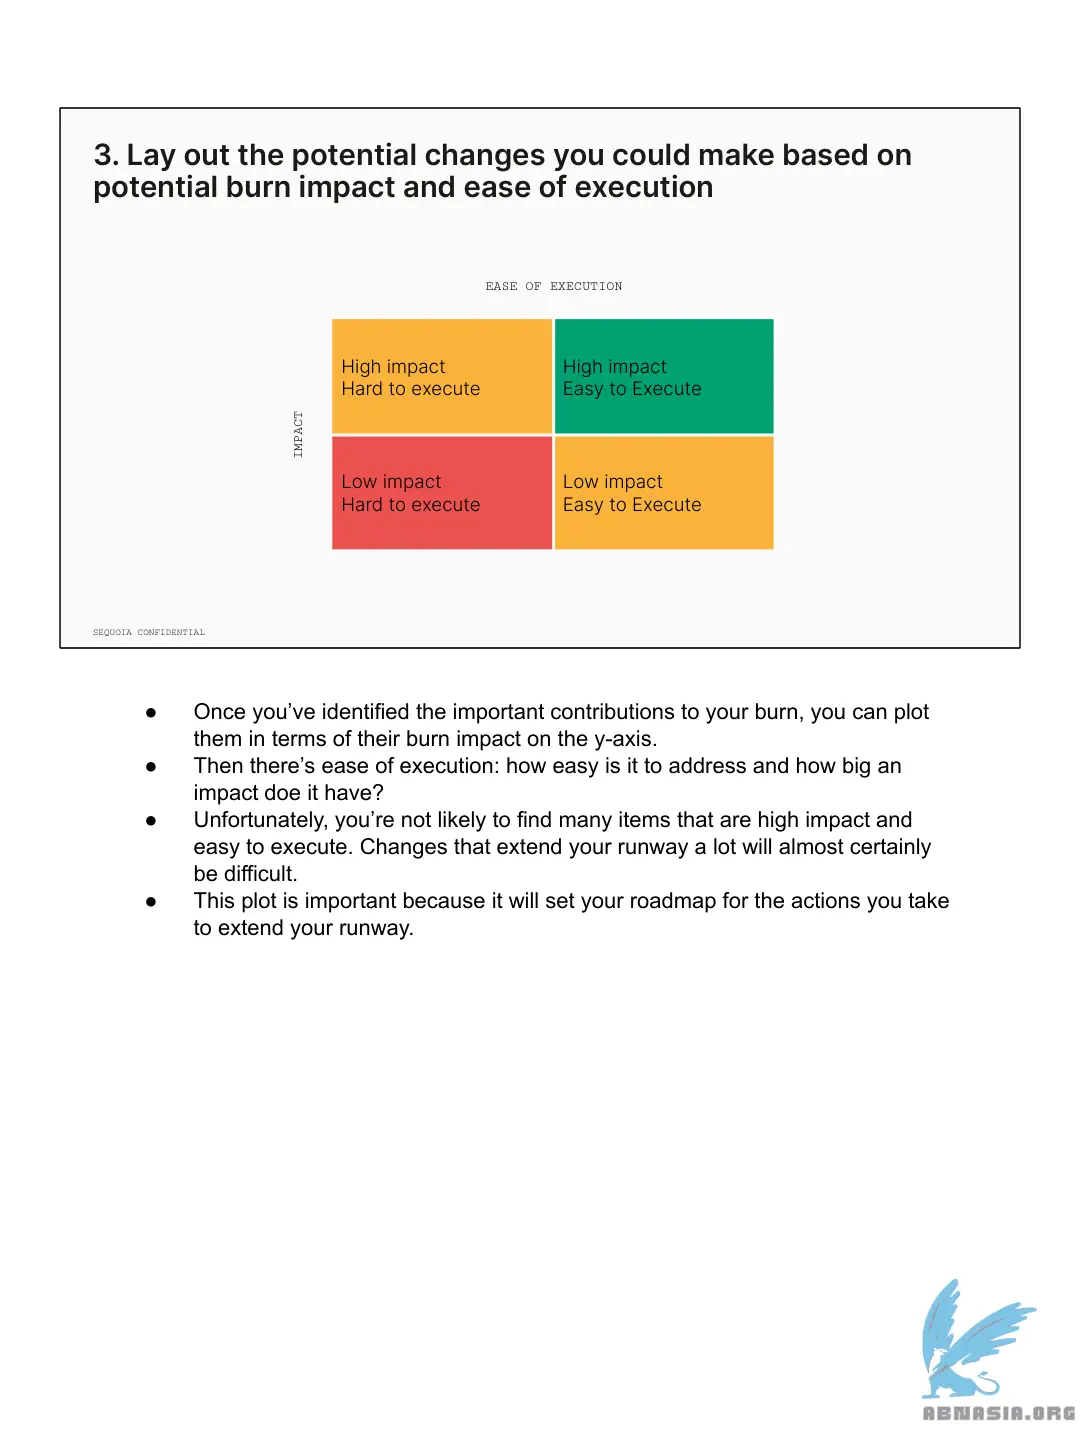 3. Lay out the potential changes you could make based on
potential burn impact and ease of execution
EASE OF EXECUTION
IMPACT
High impact
Hard to execute
High impact
Easy to Execute
Low impact
Hard to execute
Low impact
Easy to Execute
SEQUOIA CONFIDENTIAL
● Once you’ve identified the important contributions to your burn, you can plot
them in terms of their burn impact on the y-axis.
● Then there’s ease of execution: how easy is it to address and how big an
impact doe it have?
● Unfortunately, you’re not likely to find many items that are high impact and
easy to execute. Changes that extend your runway a lot will almost certainly
be difficult.
● This plot is important because it will set your roadmap for the actions you take
to extend your runway.
ABNASIA.ORG